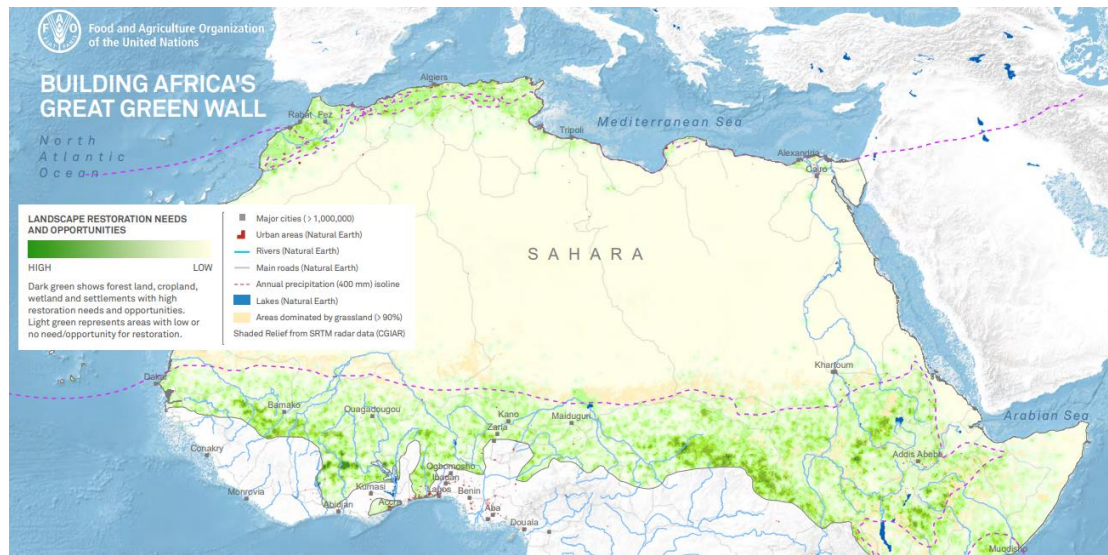 FAO
Food and Agriculture Organization
of the United Nations
BUILDING AFRICA'S
GREAT GREEN WALL
North
Atlantic
Ocean
Algiers
Rabat
Fez
Tripoli
Mediterranean Sea
Alexandria
Cairo
LANDSCAPE RESTORATION NEEDS
AND OPPORTUNITIES
HIGH
LOW
Dark green shows forest land, cropland,
wetland and settlements with high
restoration needs and opportunities.
Light green represents areas with low or
no need/opportunity for restoration.
Major cities (> 1,000,000)
Urban areas (Natural Earth)
Rivers (Natural Earth)
Main roads (Natural Earth)
Annual precipitation (400 mm) isoline
Lakes (Natural Earth)
Areas dominated by grassland (> 90%)
Shaded Relief from SRTM radar data (CGIAR)
SAHARA
Dakar
Khartoum
Arabian Sea
Bamako
Ouagadougou
Kano
Zaria
Maiduguri
Conakry
Addis Abeba
Ogbomosho
Ibadan
Kumasi
Lagos
Benin
Monrovia
Abidjan
Accra
Aba
Douala
Muqdisho